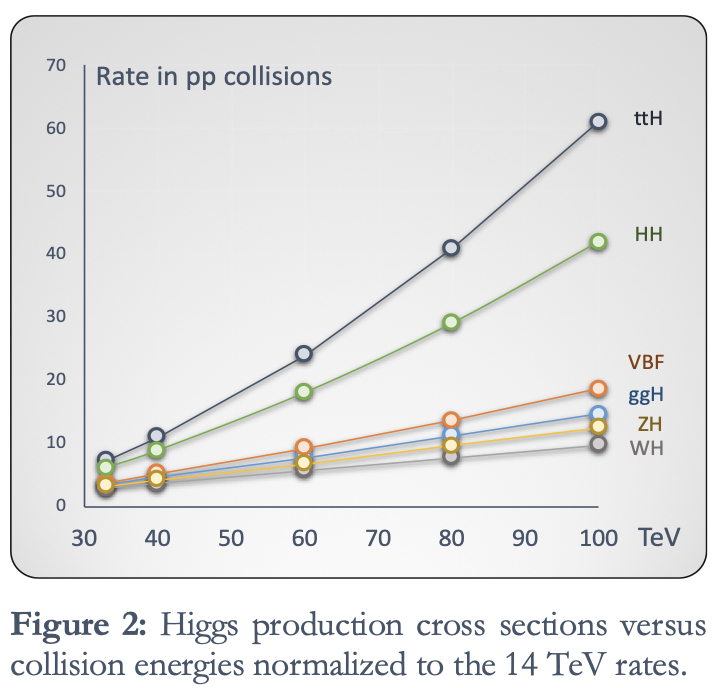 70
Rate in pp collisions
60
ttH
50
40
HH
30
20
VBF
ggH
10
ZH
WH
0
30 40 50 60 70 80 90 100 TeV
Figure 2: Higgs production cross sections versus
collision energies normalized to the 14 TeV rates.